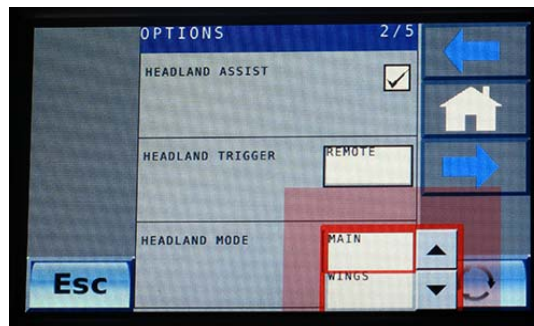 OPTIONS 2/5
HEADLAND ASSIST
HEADLAND TRIGGER REMOTE
HEADLAND MODE MAIN
WINGS
Esc